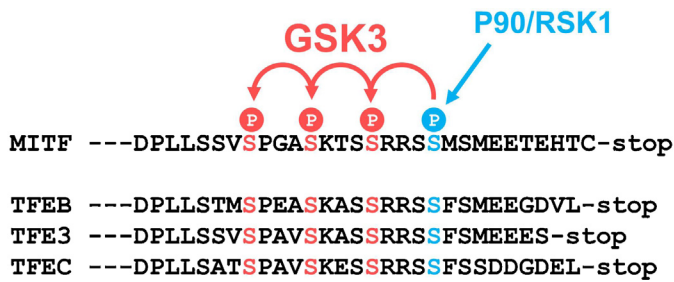 GSK3
P90/RSK1
P P P P
MITF ---DPLLSSVSPGASKTSSRRSSMSMEETEHTC-stop
TFEB ---DPLLSTMSPEASKASSRRSSFSMEEGDVL-stop
TFE3 ---DPLLSSVSPAVSKASSRRSSFSMEEES-stop
TFEC ---DPLLSATSPAVSKESSRRSSFSSDDGDEL-stop